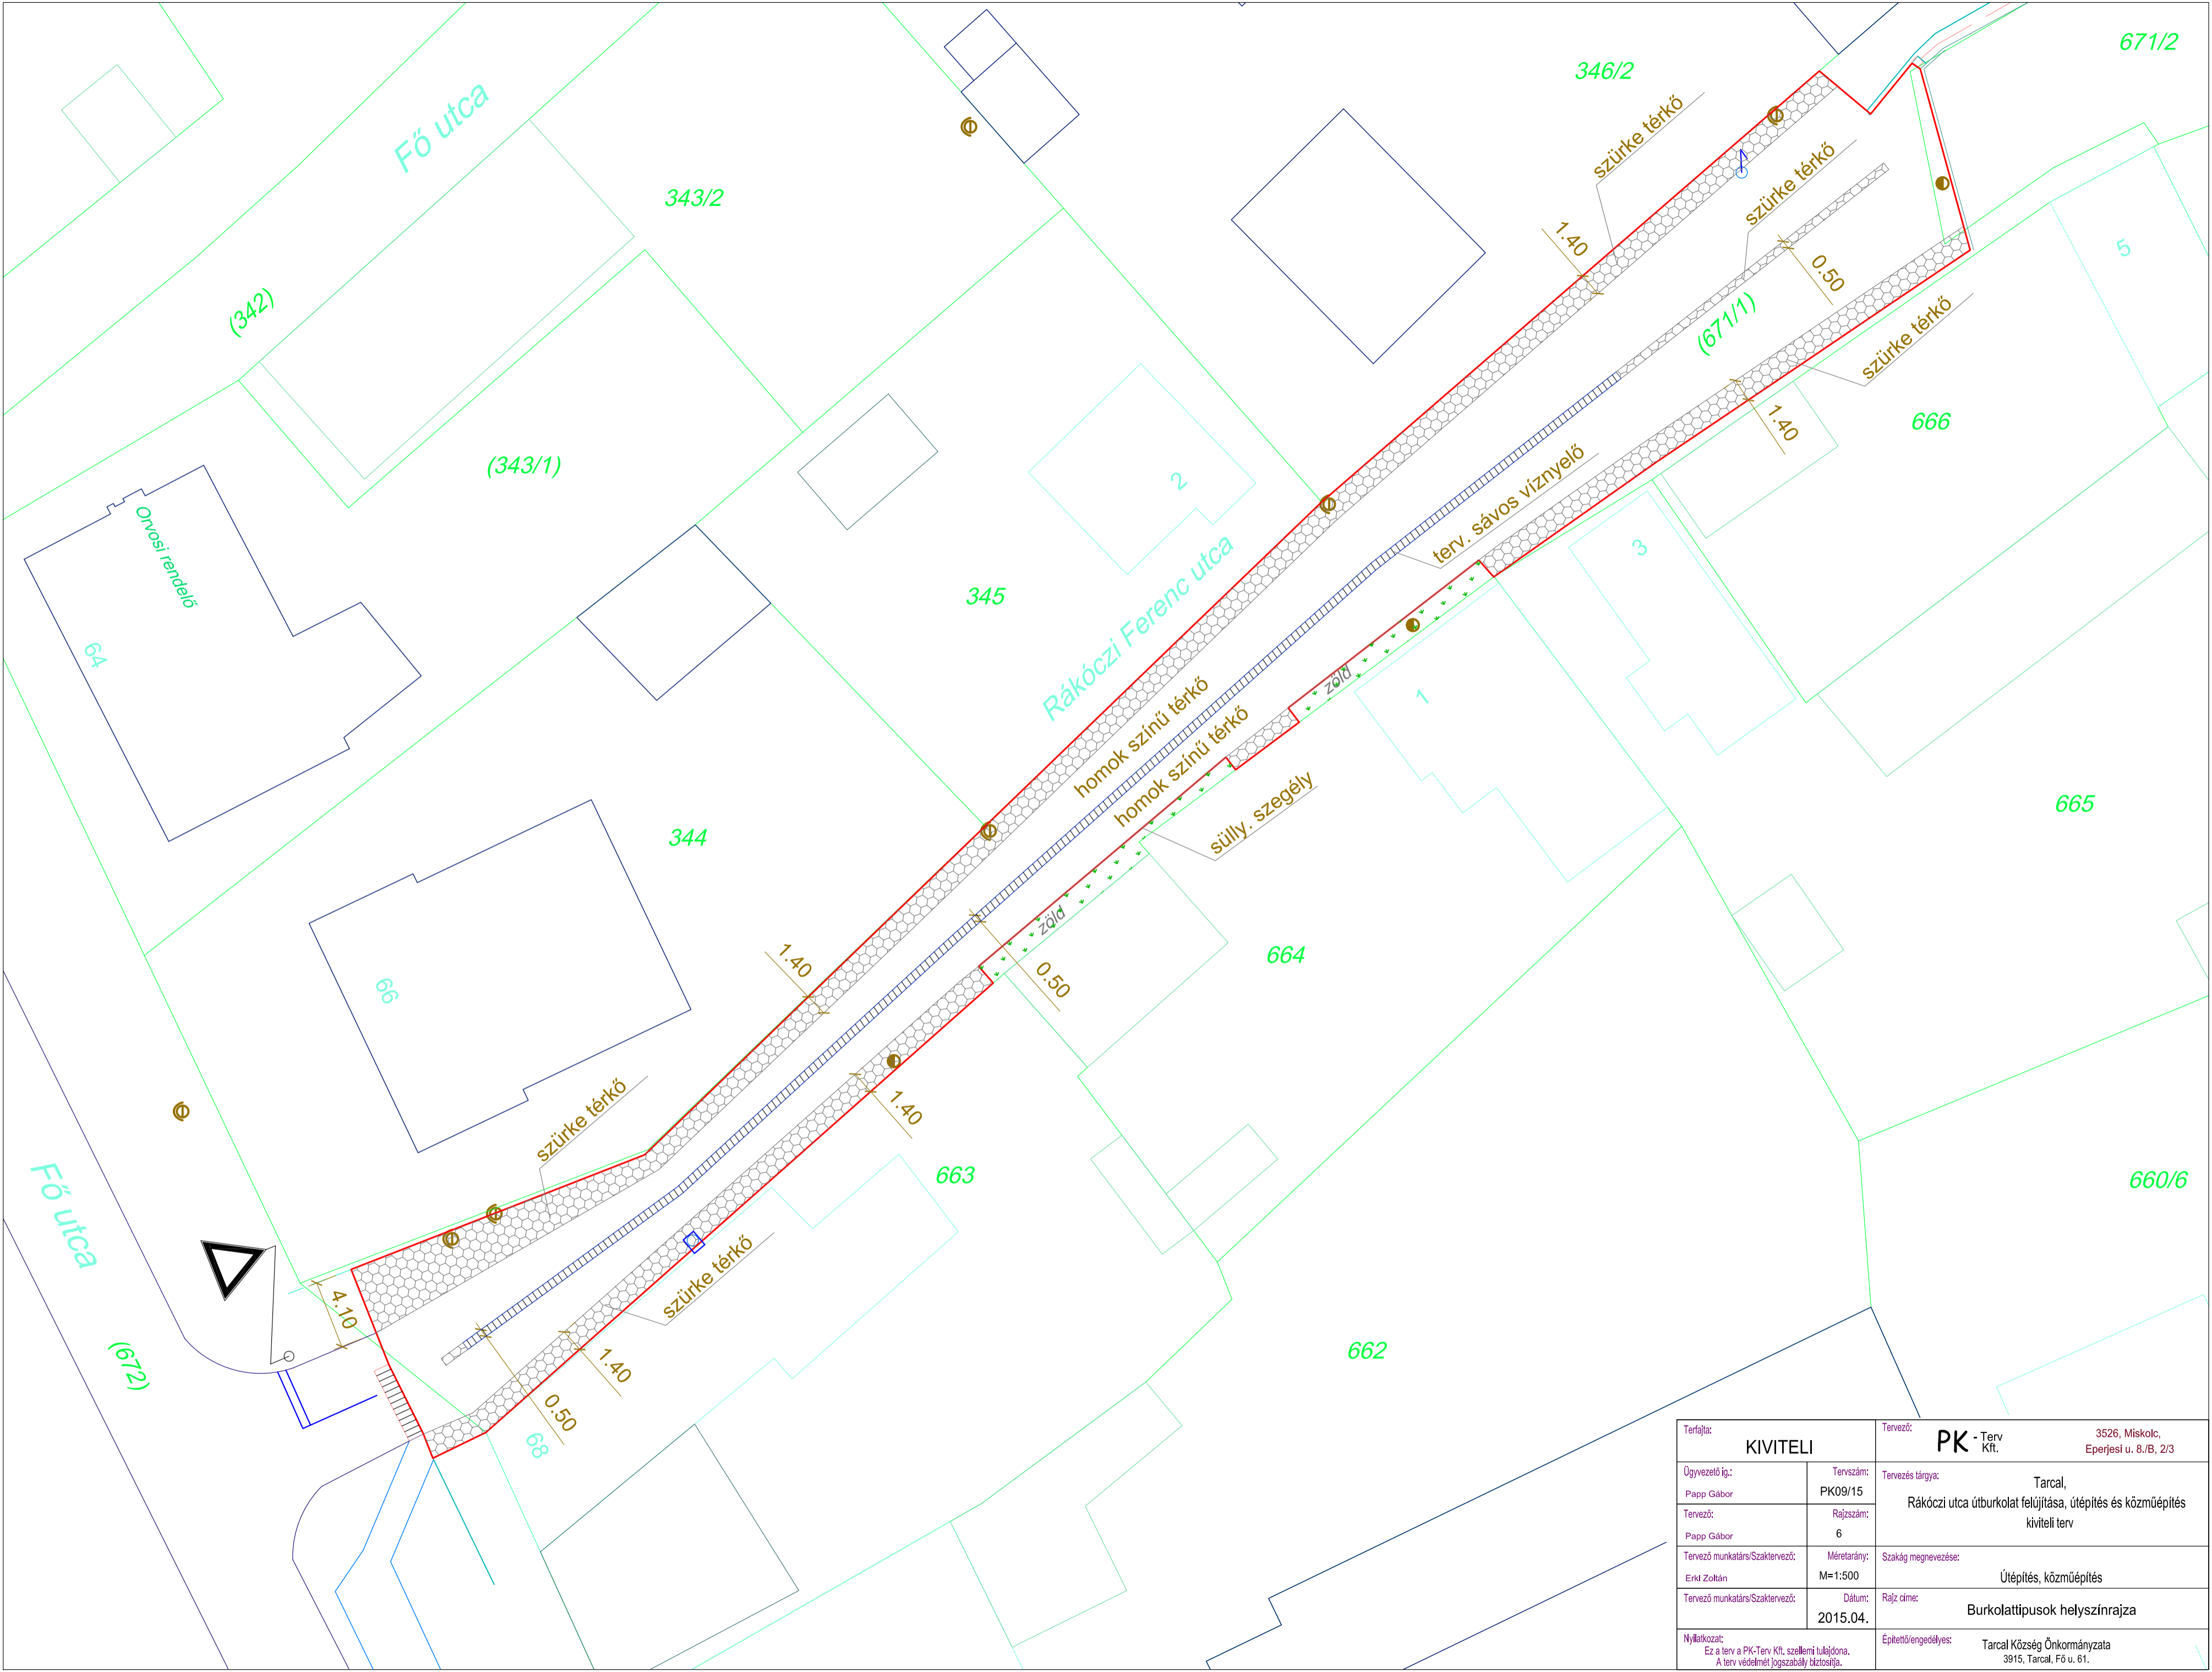 671/2
346/2
Fő utca
szürke térkő
szürke térkő
343/2
1.40
0.50
5
(342)
(671/1)
szürke térkő
1.40
666
(343/1)
2
terv. sávos víznyelő
Orvosi rendelő
3
345
Rákóczi Ferenc utca
64
zöld
1
homok színű térkő
homok színű térkő
665
344
sülly. szegély
zöld
1.40
0.50
664
66
1.40
szürke térkő
663
660/6
Fő utca
szürke térkő
4.10
(672)
1.40
662
0.50
68
Terfajta:
KIVITELI
Tervező:
PK - Terv
Kft.
3526, Miskolc,
Eperjesi u. 8./B, 2/3
Ügyvezető ig.:
Papp Gábor
Tervszám:
PK09/15
Tervezés tárgya:
Tarcal,
Rákóczi utca útburkolat felújítása, útépítés és közműépítés
kiviteli terv
Tervező:
Papp Gábor
Rajzszám:
6
Tervező munkatárs/Szaktervező:
Erkl Zoltán
Méretarány:
M=1:500
Szakág megnevezése:
Útépítés, közműépítés
Tervező munkatárs/Szaktervező:
Dátum:
2015.04.
Rajz címe:
Burkolattipusok helyszínrajza
Nyilatkozat:
Ez a terv a PK-Terv Kft. szellemi tulajdona.
A terv védelmét jogszabály biztosítja.
Építettő/engedélyes:
Tarcal Község Önkormányzata
3915, Tarcal, Fő u. 61.